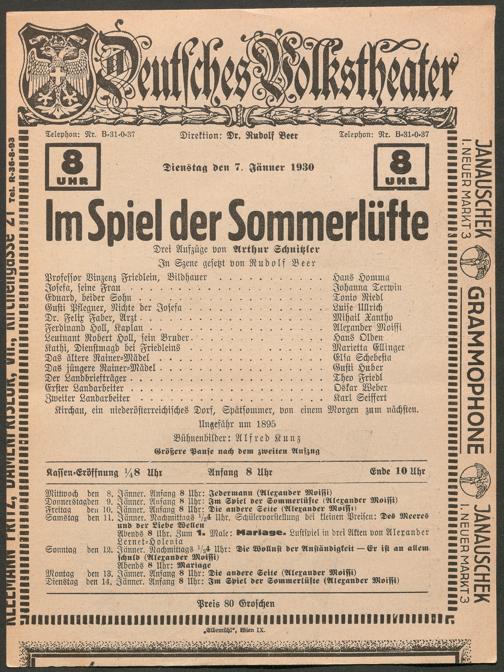 Deutsches Volkstheater
Telephon: Nr. B-31-0-37 Direktion: Dr. Rudolf Beer Telephon: Nr. B-31-0-37
8 UHR
Dienstag den 7. Jänner 1930
8 UHR
Im Spiel der Sommerlüfte
Drei Aufzüge von Arthur Schnitzler
In Szene gesetzt von Rudolf Beer
Professor Vinzenz Friedlein, Bildhauer Hans Homma
Josefa, seine Frau Johanna Terwin
Eduard, beider Sohn Tonio Riedl
Gusti Pflegner, Nichte der Josefa Luise Ullrich
Dr. Felix Faber, Arzt Mihail Xantho
Ferdinand Holl, Kaplan Alexander Moissi
Leutnant Robert Holl, sein Bruder Hans Olden
Kathi, Dienstmagd bei Friedleins Marietta Ellinger
Das ältere Rainer-Mädel Elsa Schebesta
Das jüngere Rainer-Mädel Gusti Huber
Der Landbriefträger Theo Friedl
Erster Landarbeiter Oskar Weber
Zweiter Landarbeiter Karl Seiffert
Kirchau, ein niederösterreichisches Dorf, Spätsommer, von einem Morgen zum nächsten.
Ungefähr um 1895
Bühnenbilder: Alfred Kunz
Größere Pause nach dem zweiten Aufzug
Kassen-Eröffnung ½8 Uhr Anfang 8 Uhr Ende 10 Uhr
Mittwoch den 8. Jänner. Anfang 8 Uhr: Jedermann (Alexander Moissi)
Donnerstag den 9. Jänner. Anfang 8 Uhr: Im Spiel der Sommerlüfte (Alexander Moissi)
Freitag den 10. Jänner. Anfang 8 Uhr: Die andere Seite (Alexander Moissi)
Samstag den 11. Jänner. Nachmittags ½4 Uhr. Schülervorstellung bei kleinen Preisen: Des Meeres
und der Liebe Wellen
Abends 8 Uhr. Zum 1. Male: Mariage. Lustspiel in drei Akten von Alexander
Lernet-Holenia
Sonntag den 12. Jänner. Nachmittags ½4 Uhr: Die Wollust der Anständigkeit — Er ist an allem
schuld (Alexander Moissi)
Abends 8 Uhr: Mariage
Montag den 13. Jänner. Anfang 8 Uhr: Die andere Seite (Alexander Moissi)
Dienstag den 14. Jänner. Anfang 8 Uhr: Im Spiel der Sommerlüfte (Alexander Moissi)
Preis 80 Groschen
„Elbemühl", Wien IX.
KLEEMANN FRITZ, DAMENFRISEUR, VII., Kirchengasse 21 Tel. R-36-8-93
JANAUSCHEK
I. NEUER MARKT 3
GRAMMOPHONE
JANAUSCHEK
I. NEUER MARKT 3